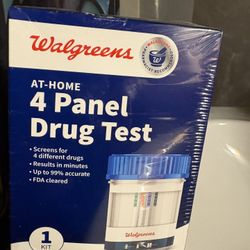 Walgreens
AT-HOME
4 Panel
Drug Test
• Screens for
4 different drugs
• Results in minutes
• Up to 99% accurate
• FDA cleared
1
KIT